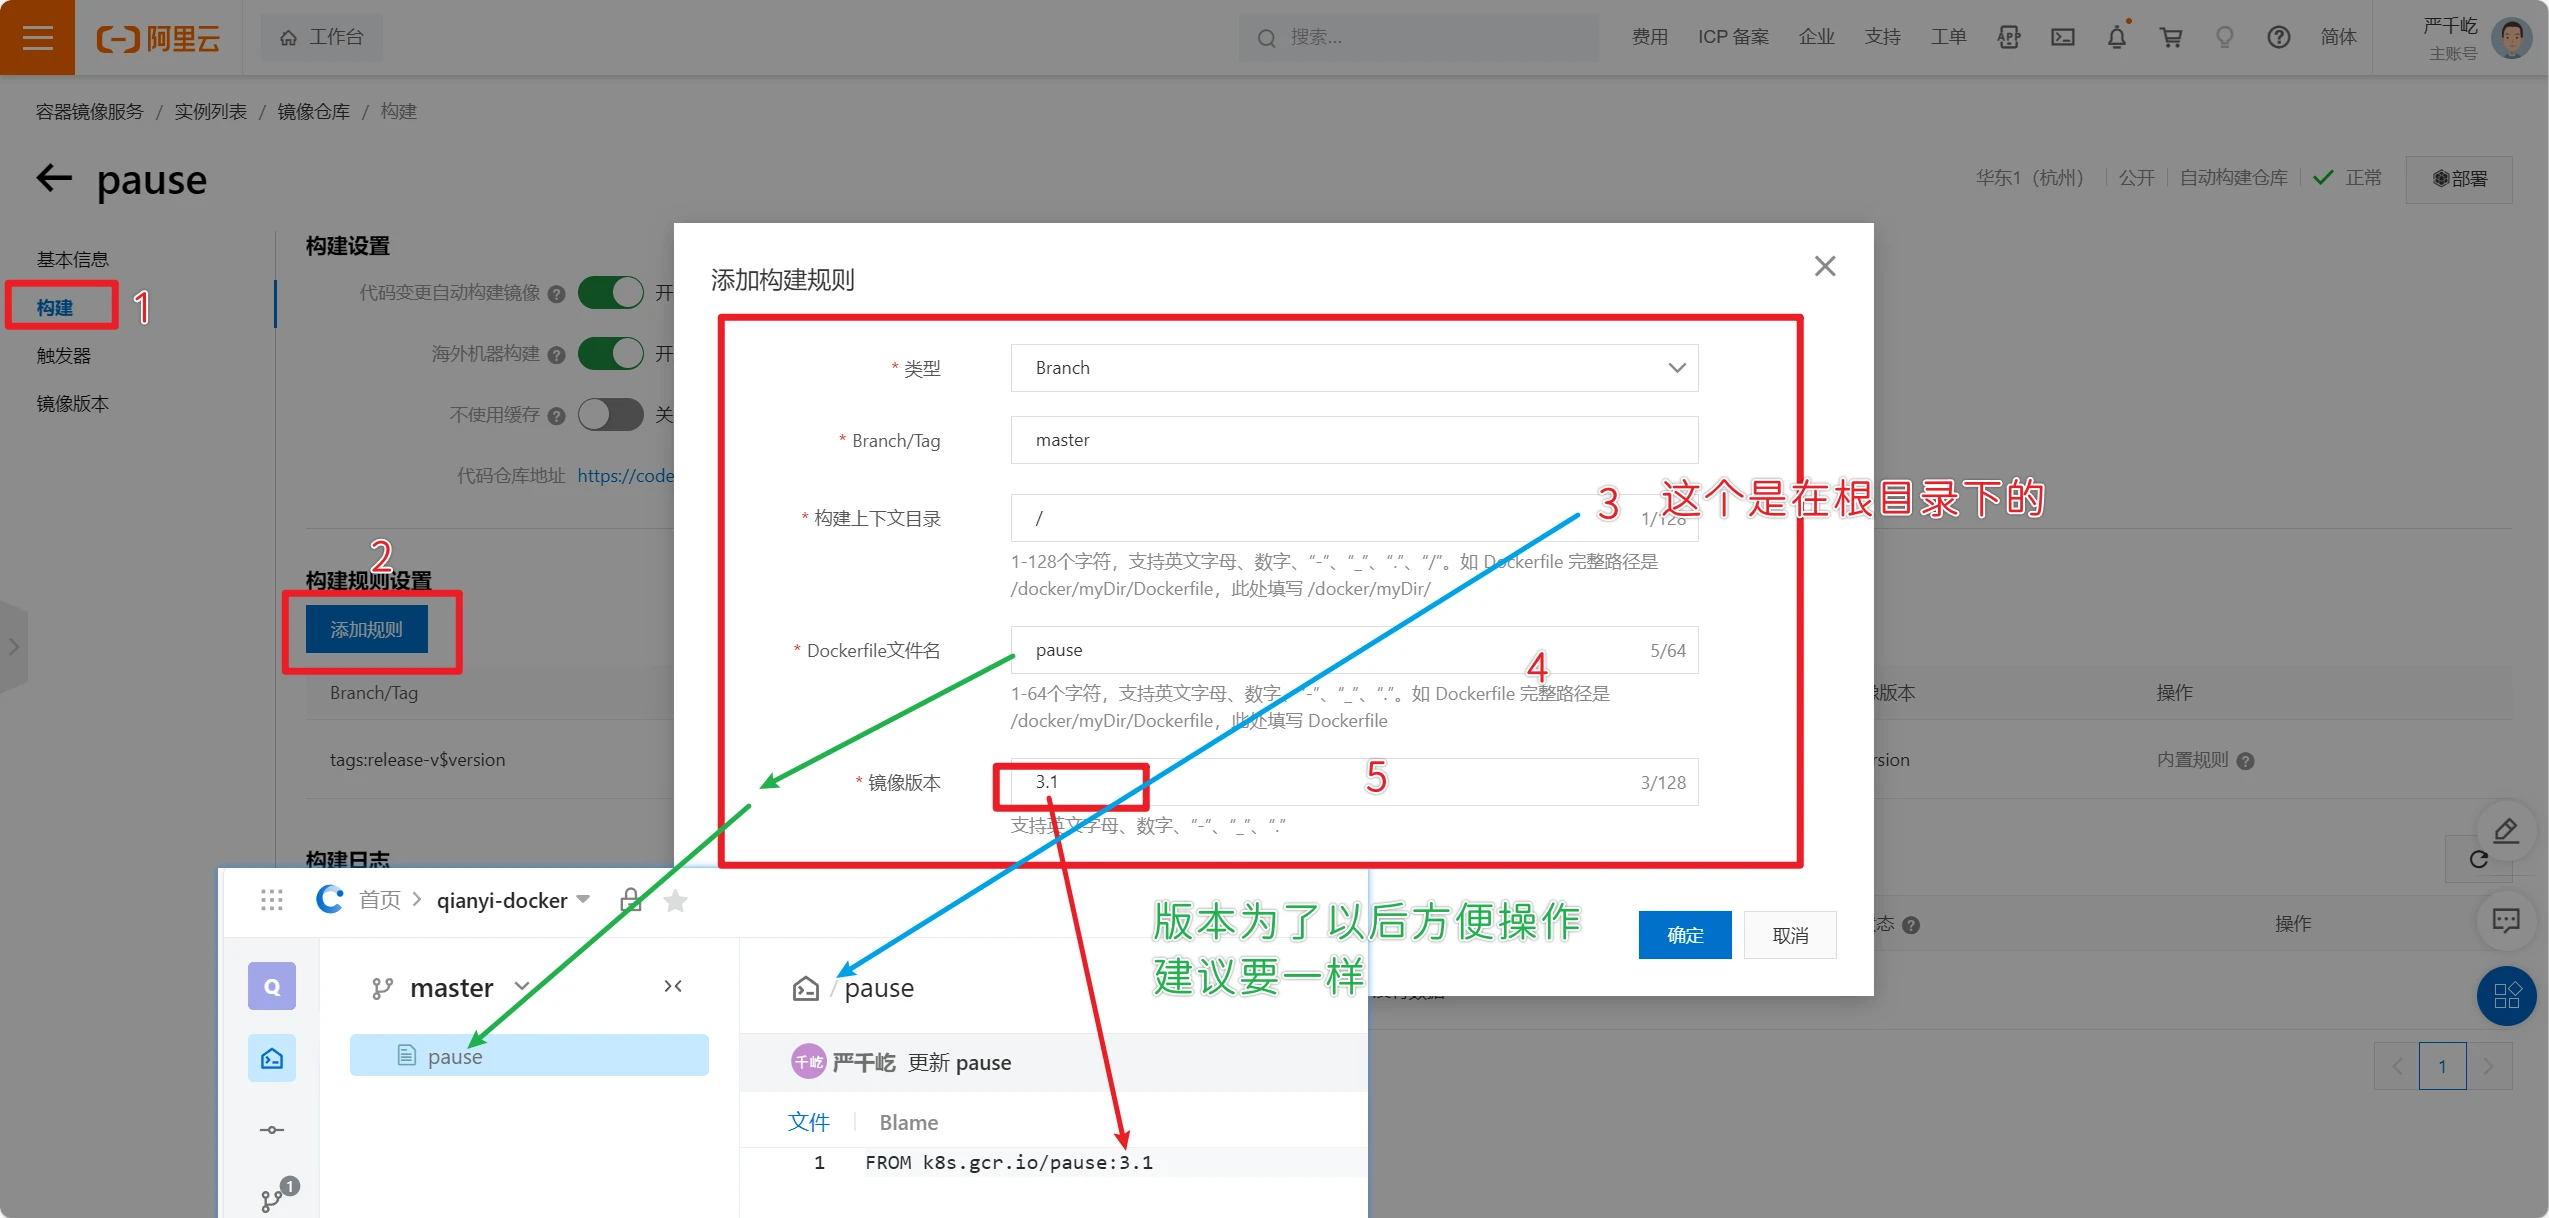 阿里云
工作台
搜索...
费用
ICP 备案
企业
支持
工单
简体
严千屹
主账号
容器镜像服务 / 实例列表 / 镜像仓库 / 构建
pause
华东1（杭州）
公开
自动构建仓库
正常
部署
基本信息
构建
1
触发器
镜像版本
构建设置
代码变更自动构建镜像
开
海外机器构建
开
不使用缓存
关
代码仓库地址
https://code
2
构建规则设置
添加规则
Branch/Tag
像版本
操作
tags:release-v$version
rsion
内置规则
构建日志
态
操作
1
添加构建规则
* 类型
Branch
* Branch/Tag
master
* 构建上下文目录
/
1/128
3 这个是在根目录下的
1-128个字符，支持英文字母、数字、“-”、“_”、“.”、“/”。如 Dockerfile 完整路径是
/docker/myDir/Dockerfile，此处填写 /docker/myDir/
* Dockerfile文件名
pause
5/64
4
1-64个字符，支持英文字母、数字、“-”、“_”、“.”。如 Dockerfile 完整路径是
/docker/myDir/Dockerfile，此处填写 Dockerfile
* 镜像版本
3.1
5
3/128
支持英文字母、数字、“-”、“_”、“.”
版本为了以后方便操作
建议要一样
确定
取消
首页
qianyi-docker
Q
master
pause
/ pause
千屹
严千屹 更新 pause
文件
Blame
1 FROM k8s.gcr.io/pause:3.1
1